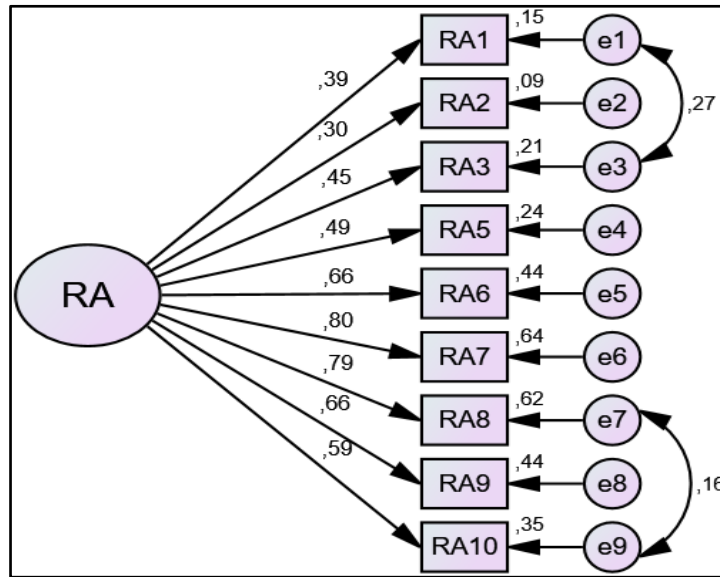 RA
,39
,30
,45
,49
,66
,80
,79
,66
,59
RA1
,15
e1
RA2
,09
e2
RA3
,21
e3
RA5
,24
e4
RA6
,44
e5
RA7
,64
e6
RA8
,62
e7
RA9
,44
e8
RA10
,35
e9
,27
,16